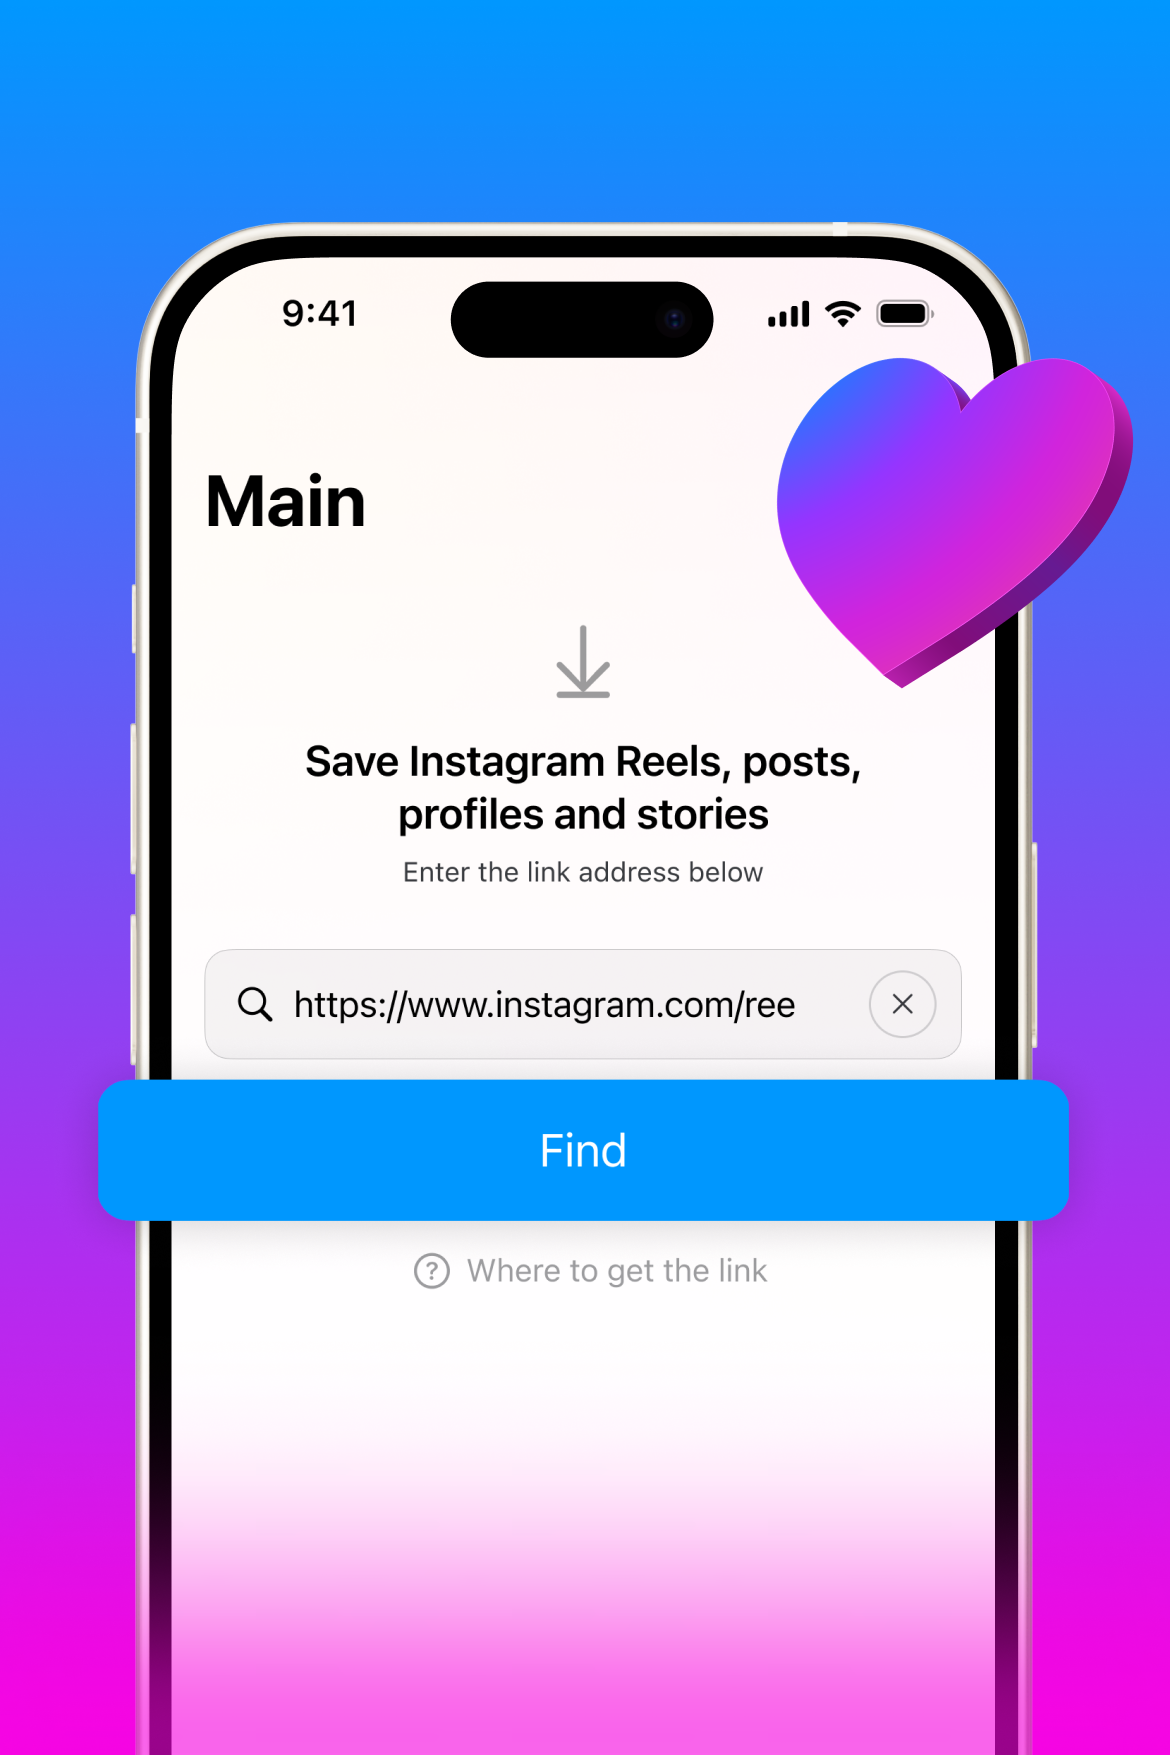 9:41
Main
Save Instagram Reels, posts,
profiles and stories
Enter the link address below
https://www.instagram.com/ree
Find
? Where to get the link